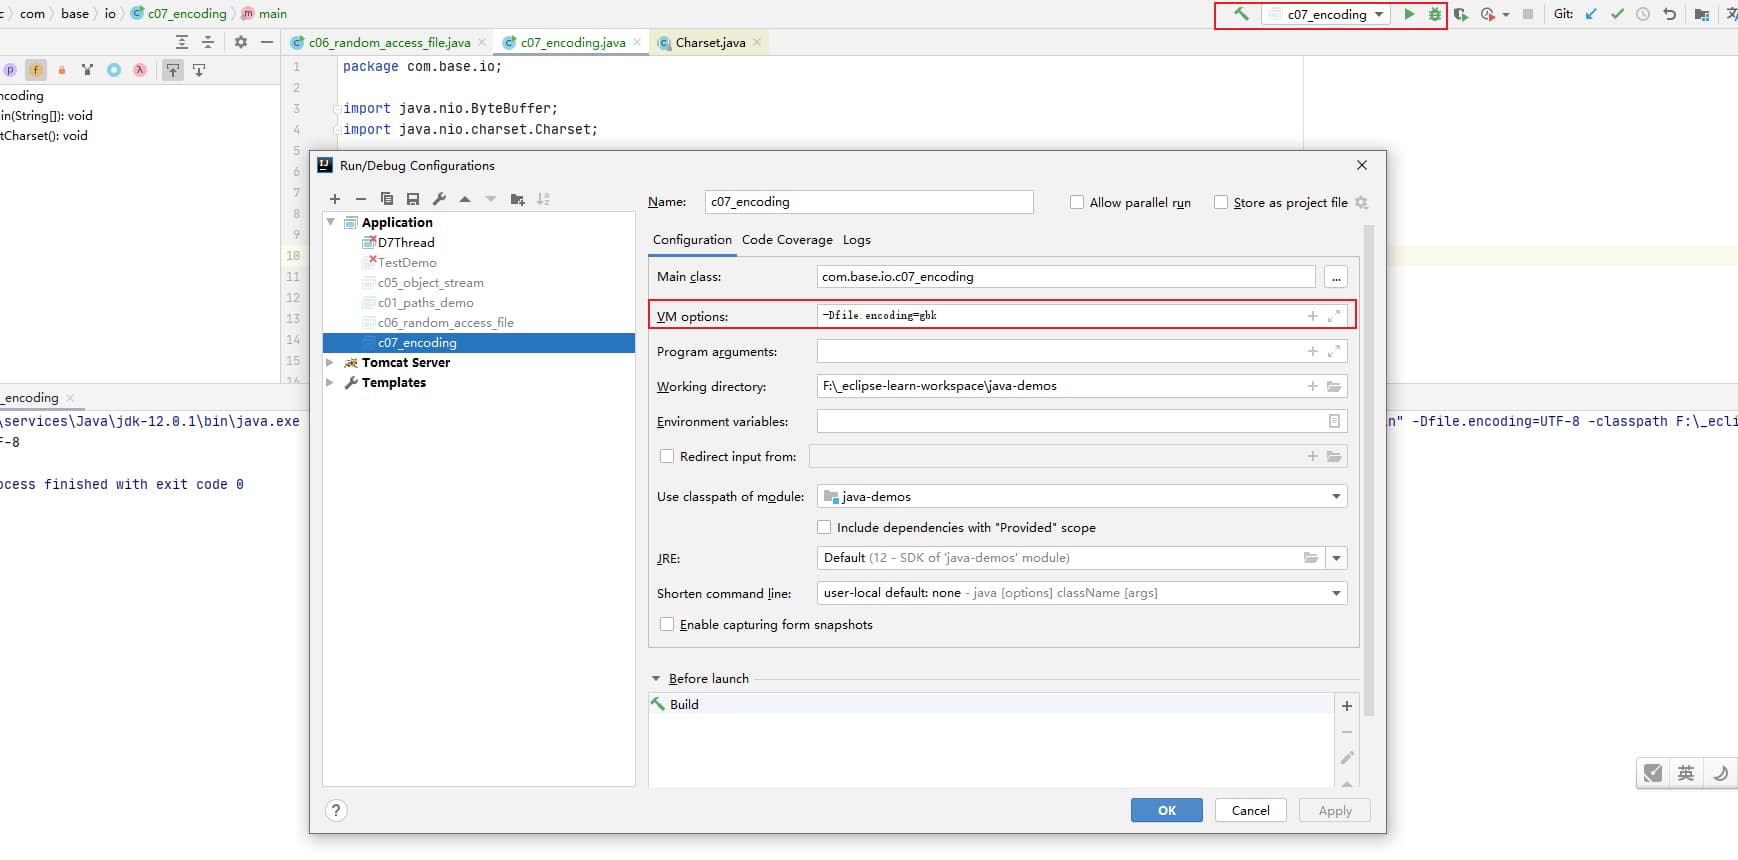 c com base io c07_encoding main
c07_encoding Git:
c06_random_access_file.java c07_encoding.java Charset.java
1 package com.base.io;
2
3 import java.nio.ByteBuffer;
4 import java.nio.charset.Charset;
5
6
7
8
9
10
11
12
13
14
15
16
ncoding
in(String[]): void
tCharset(): void
_encoding
\services\Java\jdk-12.0.1\bin\java.exe
n" -Dfile.encoding=UTF-8 -classpath F:\_ecli
F-8
ocess finished with exit code 0
Run/Debug Configurations
Application
D7Thread
TestDemo
c05_object_stream
c01_paths_demo
c06_random_access_file
c07_encoding
Tomcat Server
Templates
Name: c07_encoding
Allow parallel run
Store as project file
Configuration Code Coverage Logs
Main class: com.base.io.c07_encoding ...
VM options: -Dfile.encoding=gbk
Program arguments:
Working directory: F:\_eclipse-learn-workspace\java-demos
Environment variables:
Redirect input from:
Use classpath of module: java-demos
Include dependencies with "Provided" scope
JRE: Default (12 - SDK of 'java-demos' module)
Shorten command line: user-local default: none - java [options] className [args]
Enable capturing form snapshots
Before launch
Build
? OK Cancel Apply
英